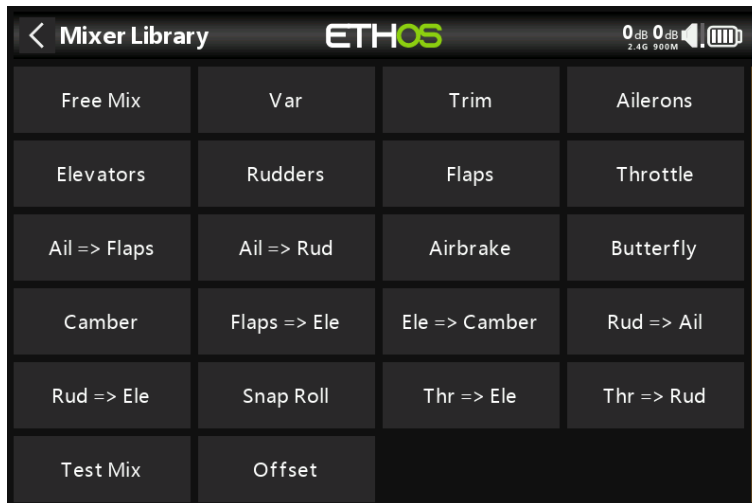 Mixer Library ETHOS 0dB 0dB
2.4G 900M
Free Mix Var Trim Ailerons
Elevators Rudders Flaps Throttle
Ail => Flaps Ail => Rud Airbrake Butterfly
Camber Flaps => Ele Ele => Camber Rud => Ail
Rud => Ele Snap Roll Thr => Ele Thr => Rud
Test Mix Offset